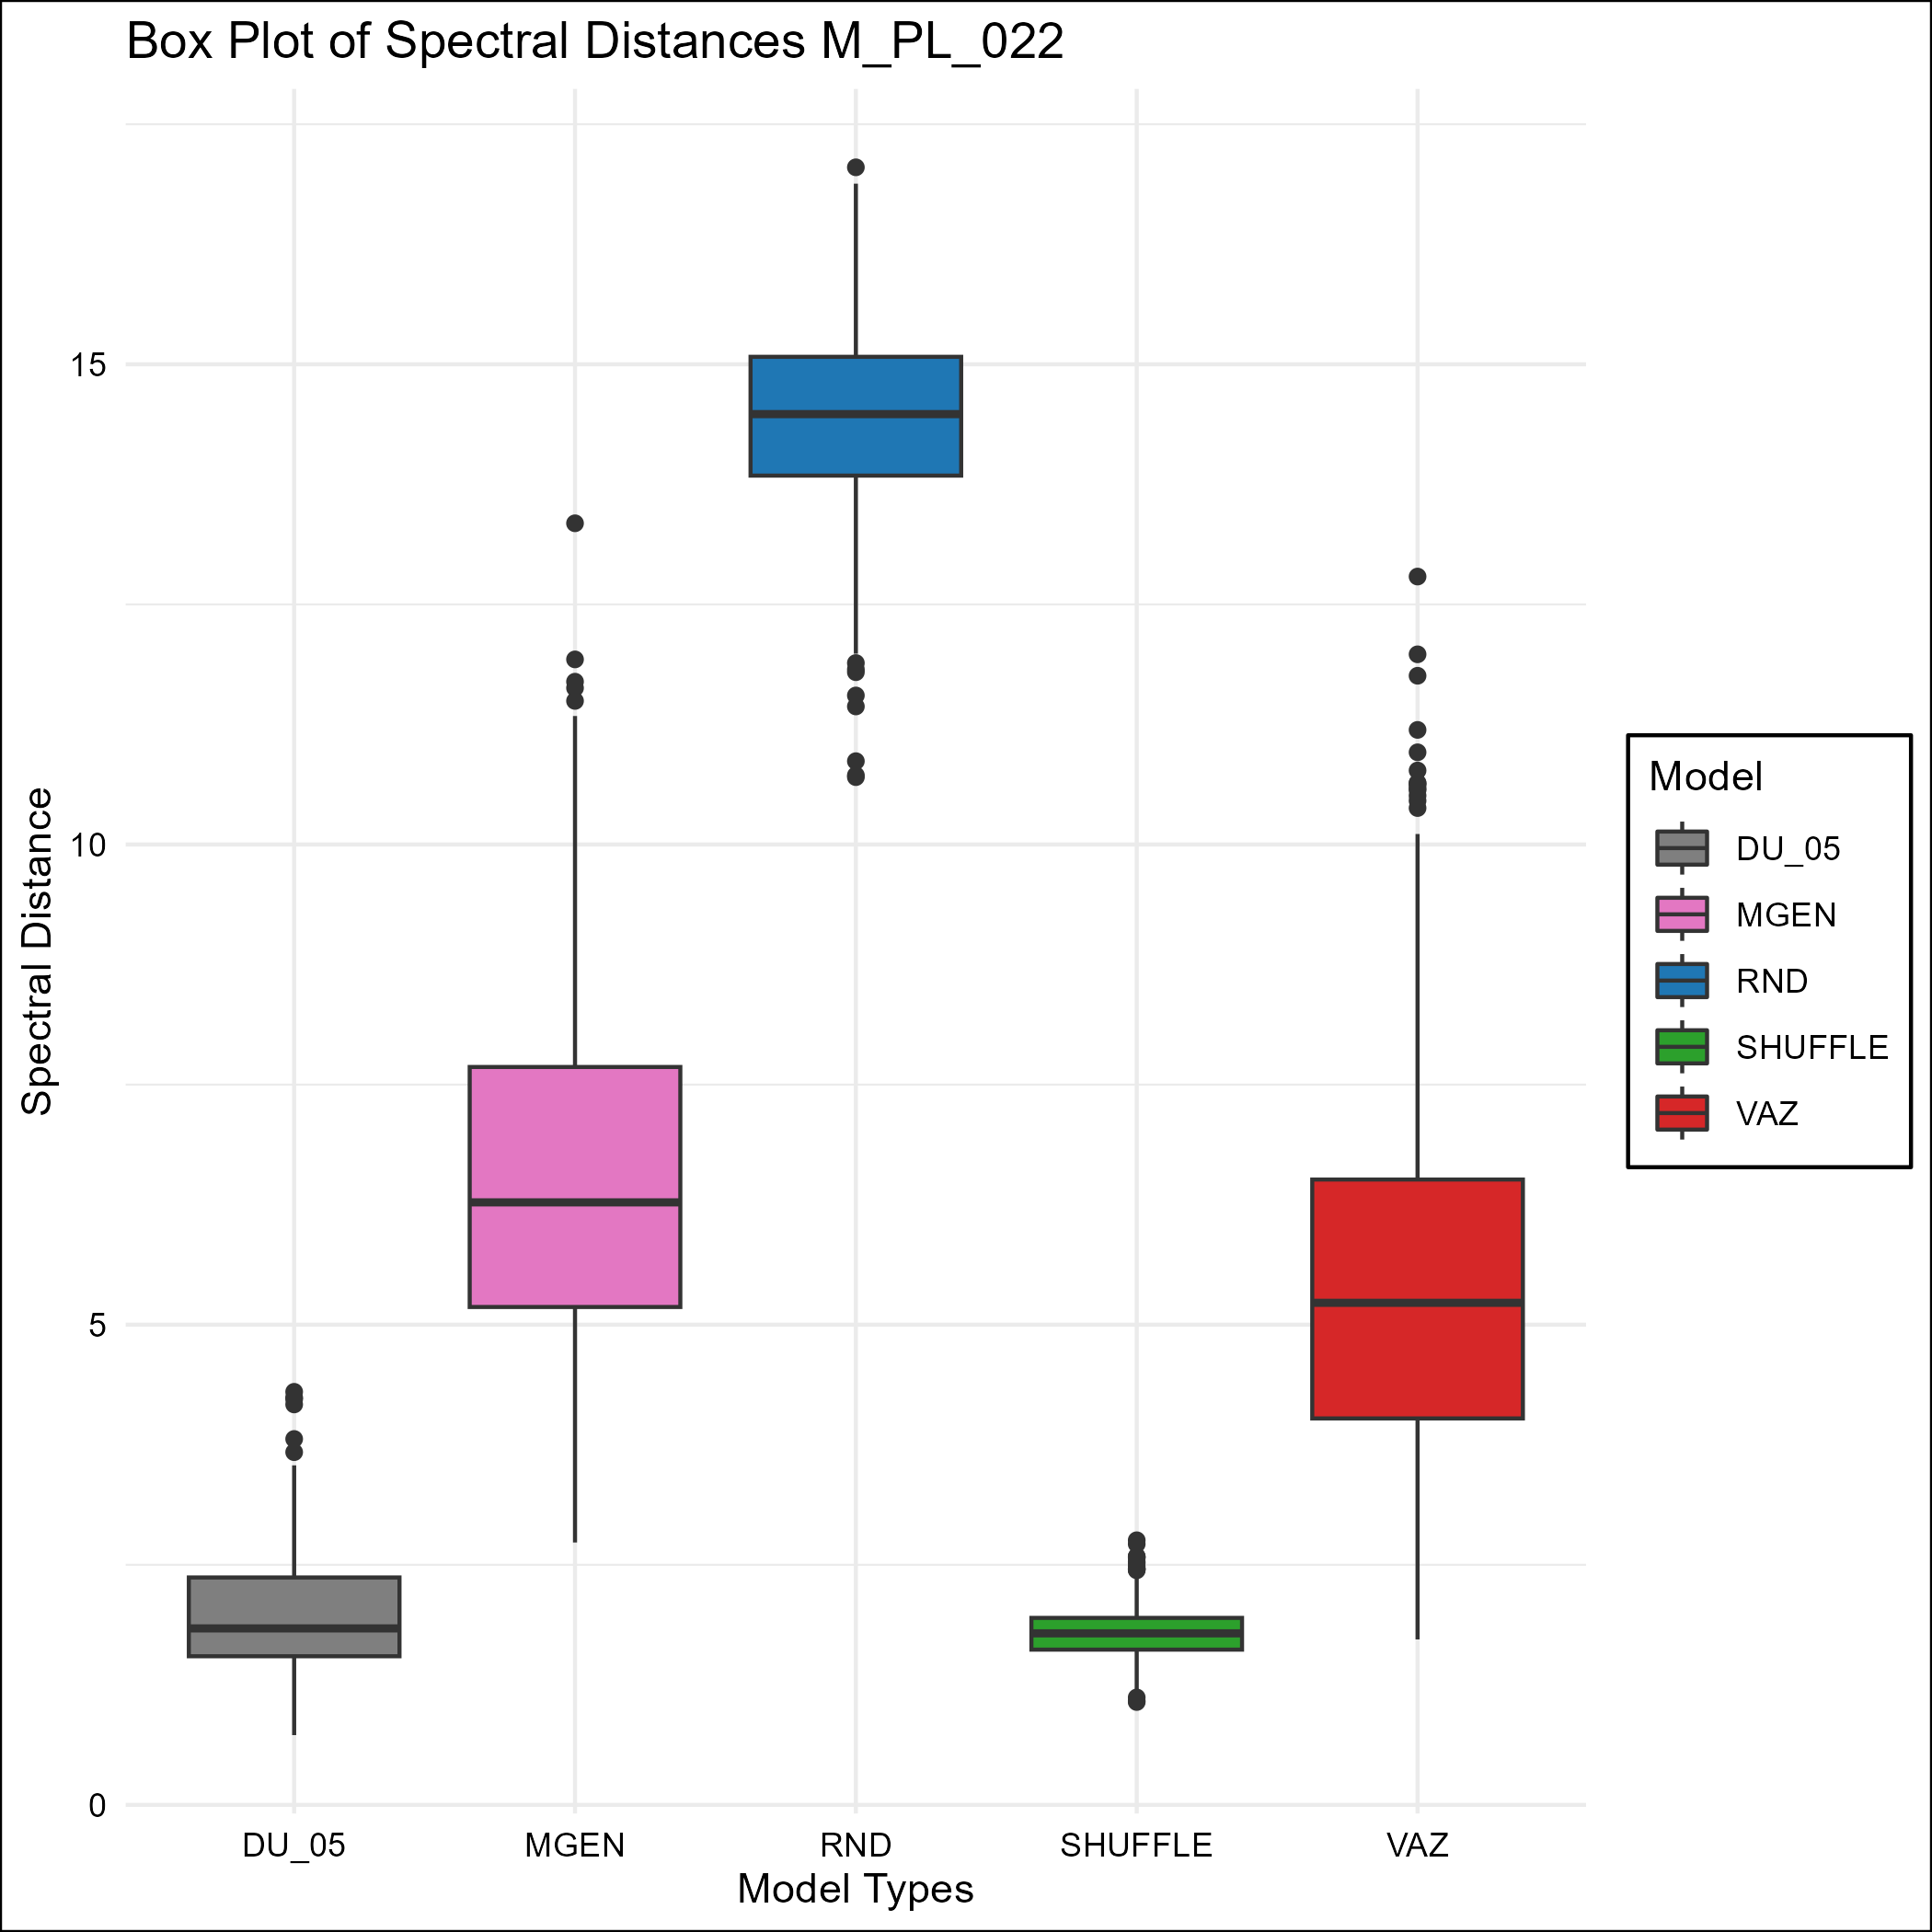 Box Plot of Spectral Distances M_PL_022
Spectral Distance
15
10
5
0
DU_05
MGEN
RND
SHUFFLE
VAZ
Model Types
Model
DU_05
MGEN
RND
SHUFFLE
VAZ